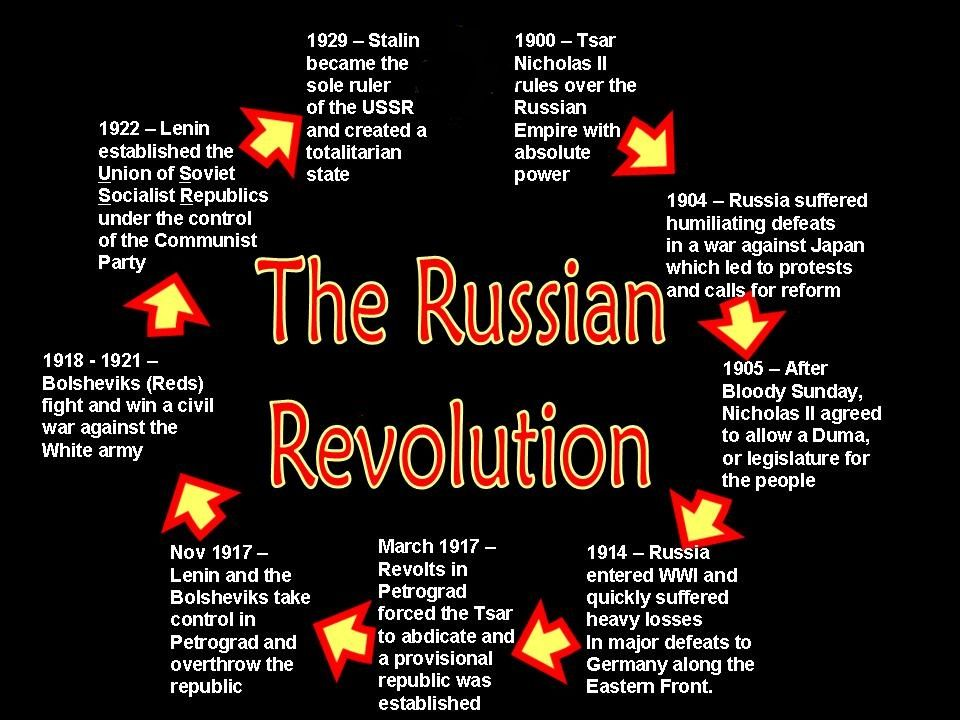 The Russian
Revolution
1900 – Tsar
Nicholas II
rules over the
Russian
Empire with
absolute
power
1904 – Russia suffered
humiliating defeats
in a war against Japan
which led to protests
and calls for reform
1905 – After
Bloody Sunday,
Nicholas II agreed
to allow a Duma,
or legislature for
the people
1914 – Russia
entered WWI and
quickly suffered
heavy losses
In major defeats to
Germany along the
Eastern Front.
March 1917 –
Revolts in
Petrograd
forced the Tsar
to abdicate and
a provisional
republic was
established
Nov 1917 –
Lenin and the
Bolsheviks take
control in
Petrograd and
overthrow the
republic
1918 - 1921 –
Bolsheviks (Reds)
fight and win a civil
war against the
White army
1922 – Lenin
established the
Union of Soviet
Socialist Republics
under the control
of the Communist
Party
1929 – Stalin
became the
sole ruler
of the USSR
and created a
totalitarian
state